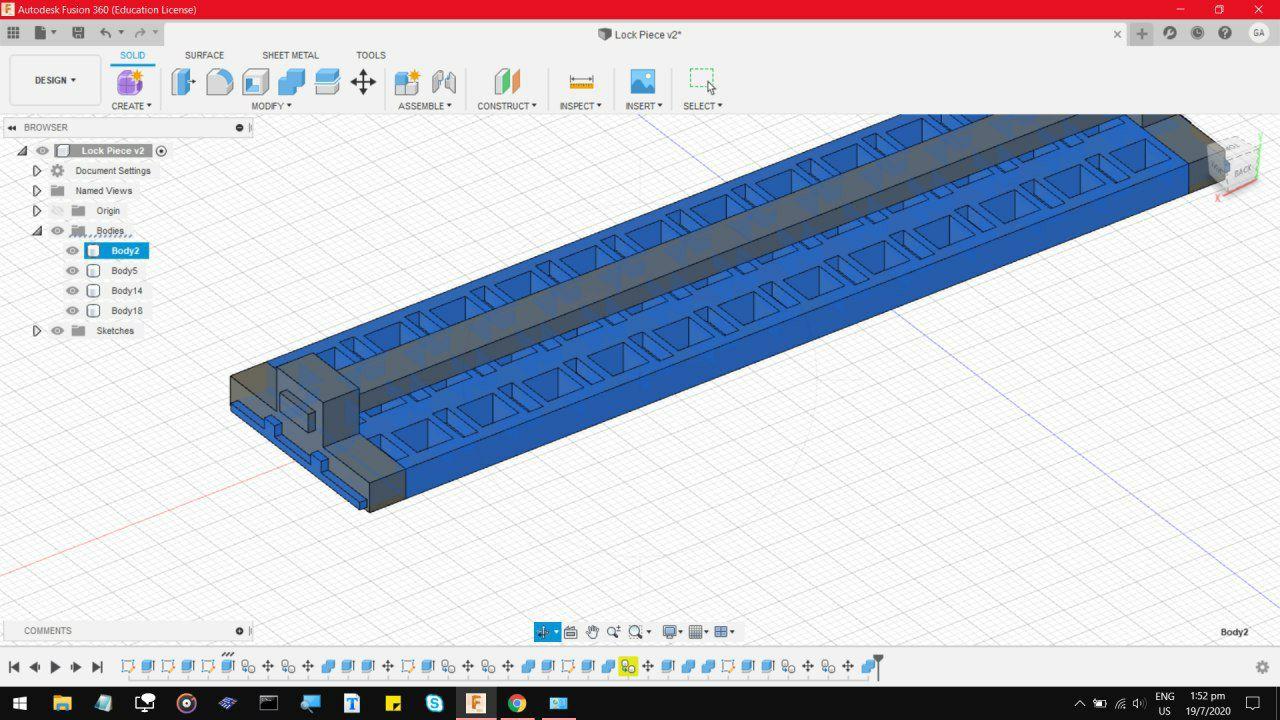 Autodesk Fusion 360 (Education License)
Lock Piece v2*
GA
SOLID SURFACE SHEET METAL TOOLS
DESIGN
CREATE MODIFY ASSEMBLE CONSTRUCT INSPECT INSERT SELECT
BROWSER
Lock Piece v2
Document Settings
Named Views
Origin
Bodies
Body2
Body5
Body14
Body18
Sketches
BACK
X
COMMENTS
Body2
ENG
US
1:52 pm
19/7/2020